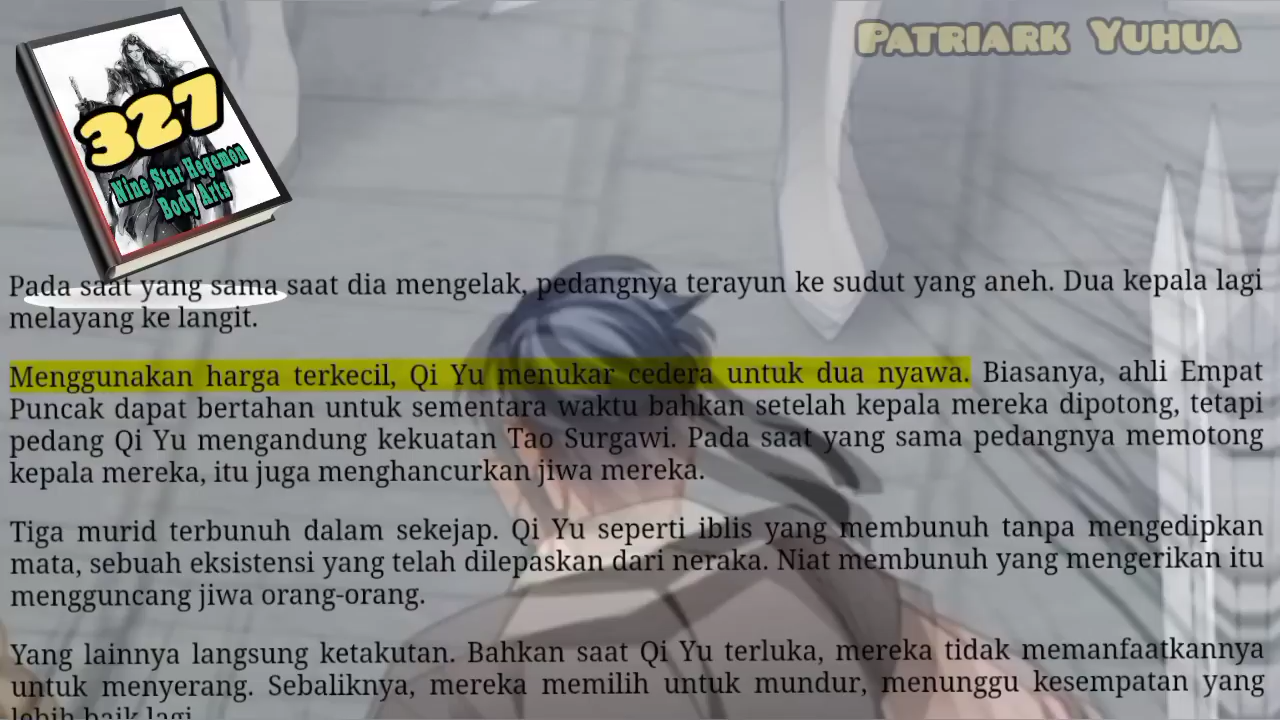 Patriark Yuhua
327
Nine Star Hegemon
Body Arts
Pada saat yang sama saat dia mengelak, pedangnya terayun ke sudut yang aneh. Dua kepala lagi
melayang ke langit.
Menggunakan harga terkecil, Qi Yu menukar cedera untuk dua nyawa. Biasanya, ahli Empat
Puncak dapat bertahan untuk sementara waktu bahkan setelah kepala mereka dipotong, tetapi
pedang Qi Yu mengandung kekuatan Tao Surgawi. Pada saat yang sama pedangnya memotong
kepala mereka, itu juga menghancurkan jiwa mereka.
Tiga murid terbunuh dalam sekejap. Qi Yu seperti iblis yang membunuh tanpa mengedipkan
mata, sebuah eksistensi yang telah dilepaskan dari neraka. Niat membunuh yang mengerikan itu
mengguncang jiwa orang-orang.
Yang lainnya langsung ketakutan. Bahkan saat Qi Yu terluka, mereka tidak memanfaatkannya
untuk menyerang. Sebaliknya, mereka memilih untuk mundur, menunggu kesempatan yang
lebih baik lagi.